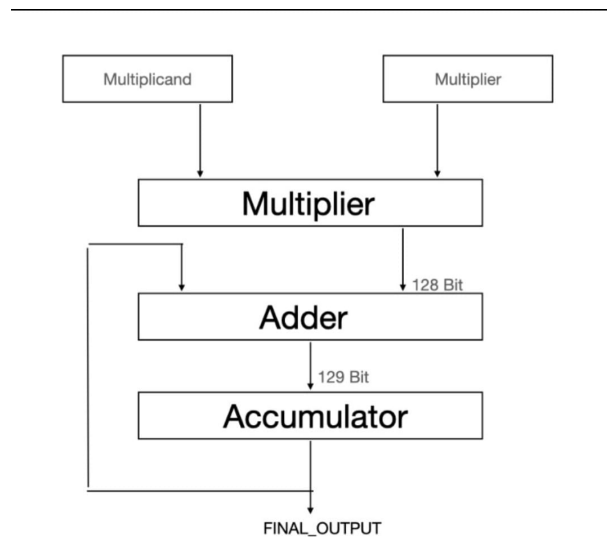 Multiplicand
Multiplier
Multiplier
128 Bit
Adder
129 Bit
Accumulator
FINAL_OUTPUT